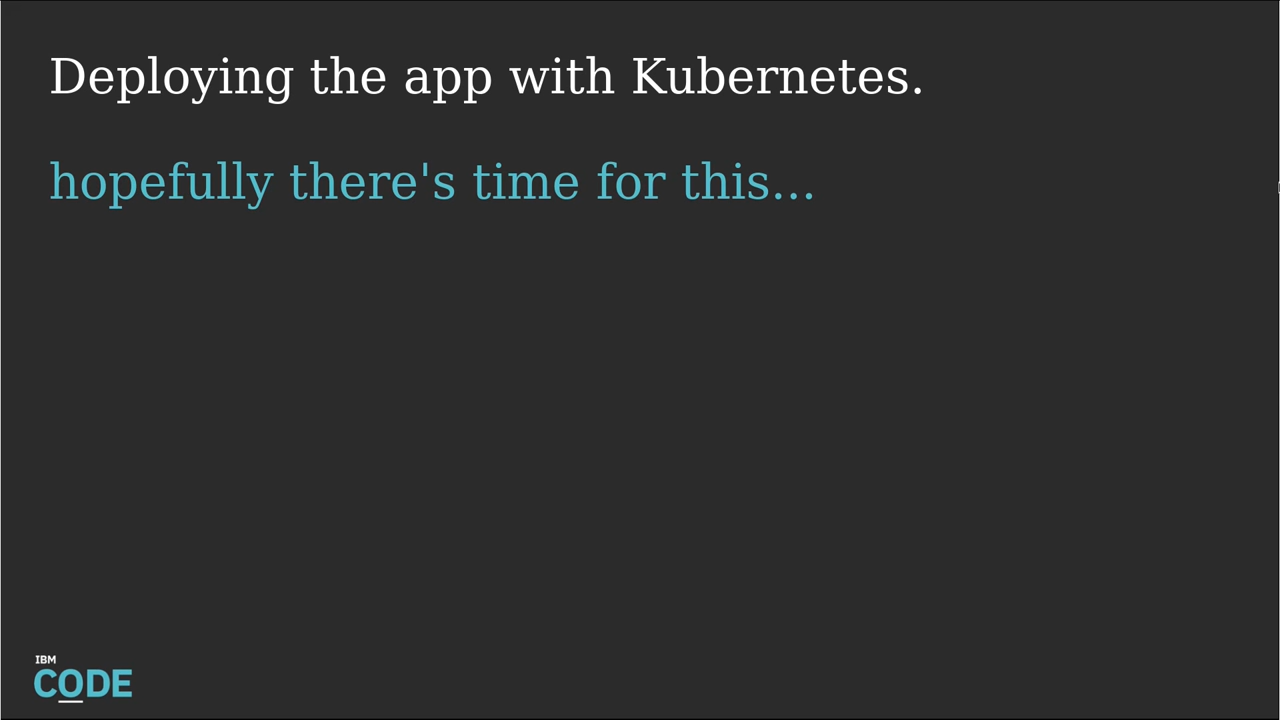 Deploying the app with Kubernetes.
hopefully there's time for this...
IBM
CODE